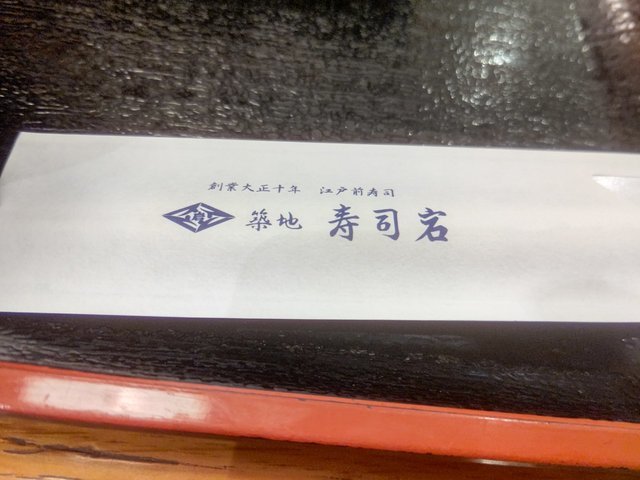 創業大正十年　江戸前寿司
築地 寿司岩